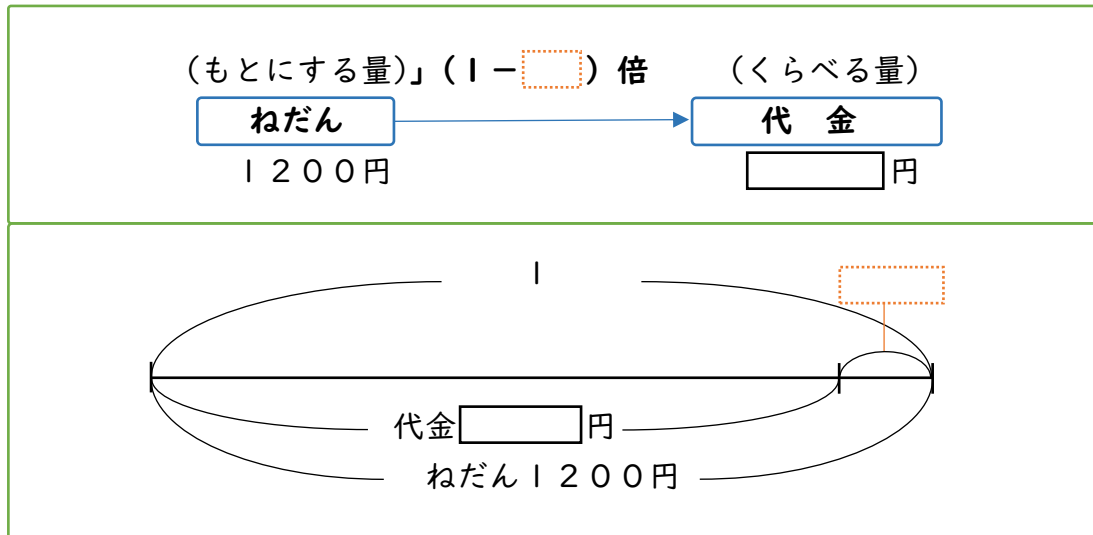 (もとにする量)」(1－ )倍 (くらべる量)
ねだん 代 金
１２００円 円
1
代金 円
ねだん１２００円